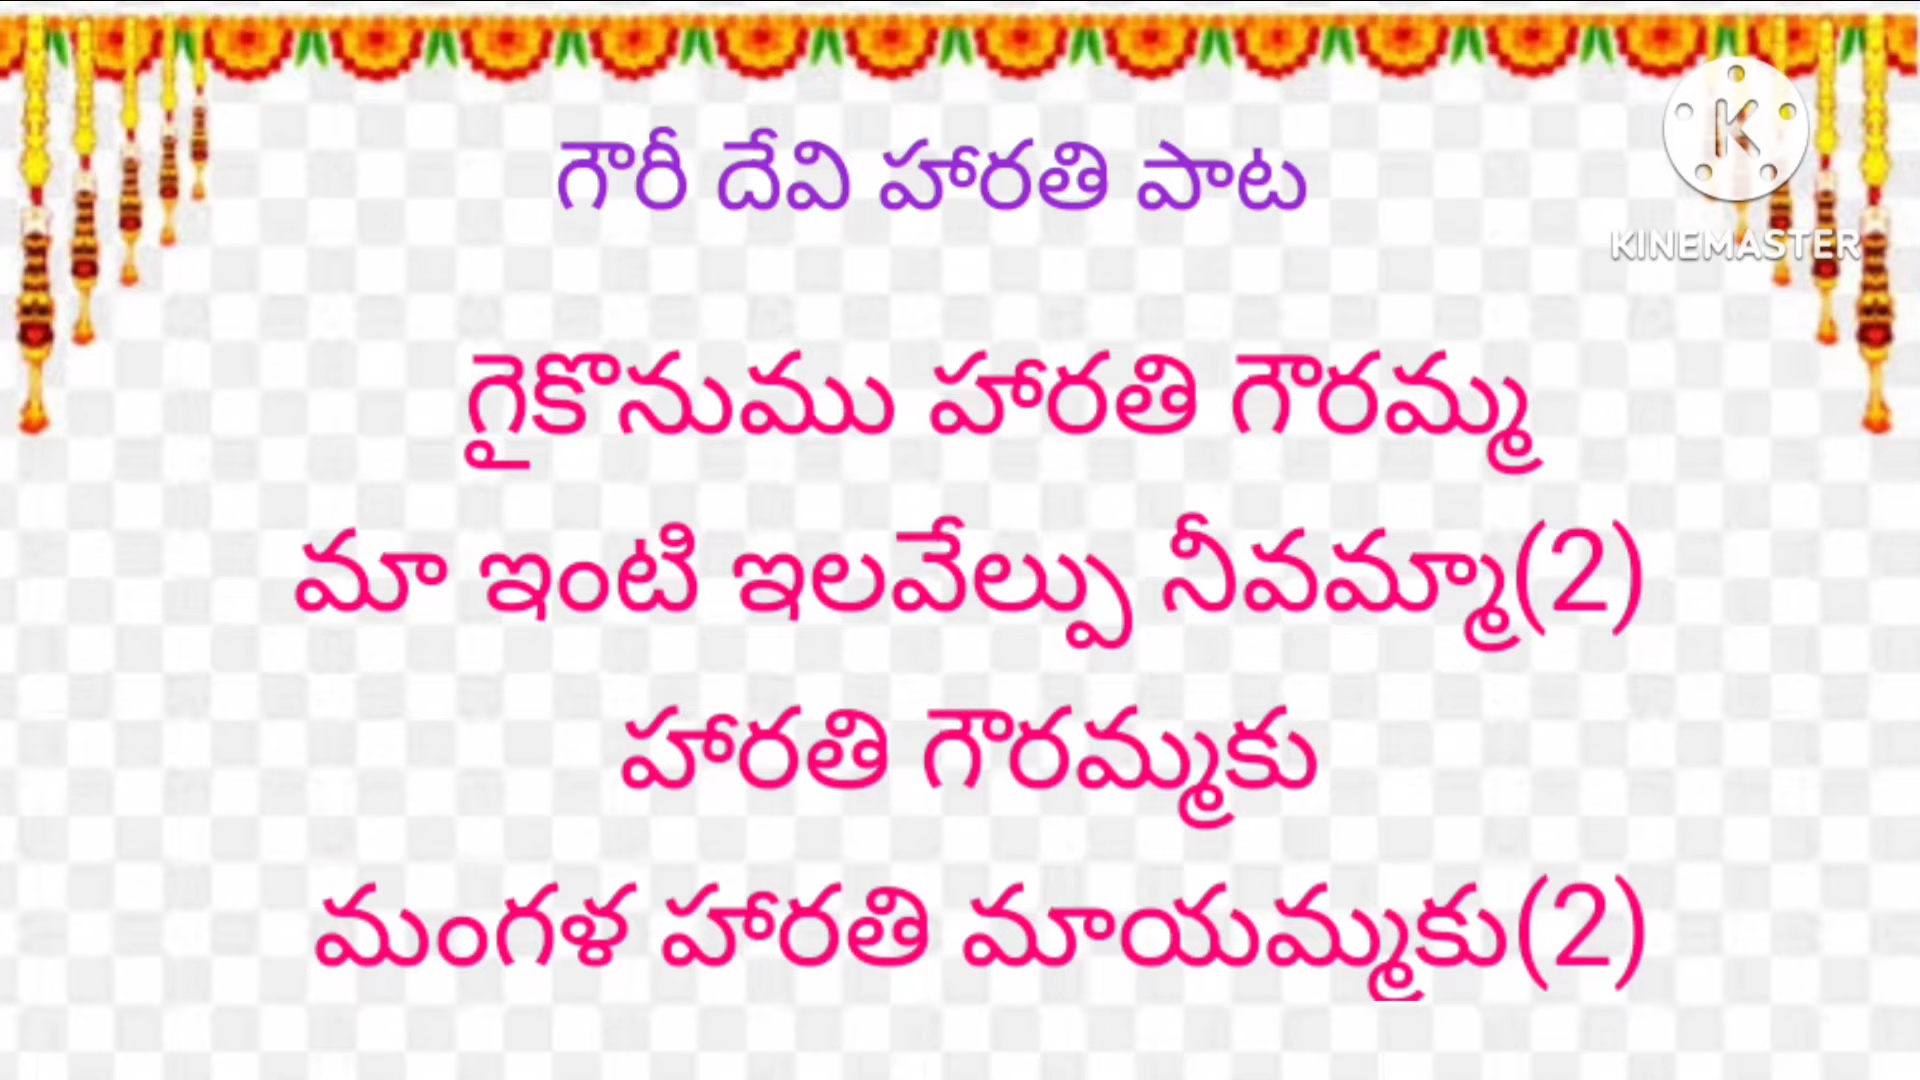 గౌరీ దేవి హారతి పాట
KINEMASTER
గైకొనుము హారతి గౌరమ్మ
మా ఇంటి ఇలవేల్పు నీవమ్మా(2)
హారతి గౌరమ్మకు
మంగళ హారతి మాయమ్మకు(2)